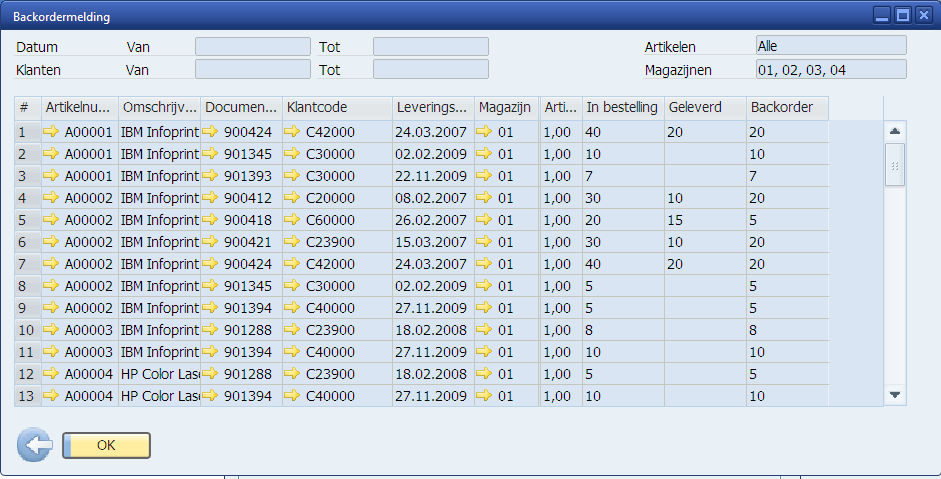 Backordermelding
Datum Van Tot Artikelen Alle
Klanten Van Tot Magazijnen 01, 02, 03, 04
# Artikelnu... Omschrijv... Documen... Klantcode Leverings... Magazijn Arti... In bestelling Geleverd Backorder
1 A00001 IBM Infoprint 900424 C42000 24.03.2007 01 1,00 40 20 20
2 A00001 IBM Infoprint 901345 C30000 02.02.2009 01 1,00 10 10
3 A00001 IBM Infoprint 901393 C30000 22.11.2009 01 1,00 7 7
4 A00002 IBM Infoprint 900412 C20000 08.02.2007 01 1,00 30 10 20
5 A00002 IBM Infoprint 900418 C60000 26.02.2007 01 1,00 20 15 5
6 A00002 IBM Infoprint 900421 C23900 15.03.2007 01 1,00 30 10 20
7 A00002 IBM Infoprint 900424 C42000 24.03.2007 01 1,00 40 20 20
8 A00002 IBM Infoprint 901345 C30000 02.02.2009 01 1,00 5 5
9 A00002 IBM Infoprint 901394 C40000 27.11.2009 01 1,00 5 5
10 A00003 IBM Infoprint 901288 C23900 18.02.2008 01 1,00 8 8
11 A00003 IBM Infoprint 901394 C40000 27.11.2009 01 1,00 10 10
12 A00004 HP Color Las 901288 C23900 18.02.2008 01 1,00 5 5
13 A00004 HP Color Las 901394 C40000 27.11.2009 01 1,00 10 10
OK